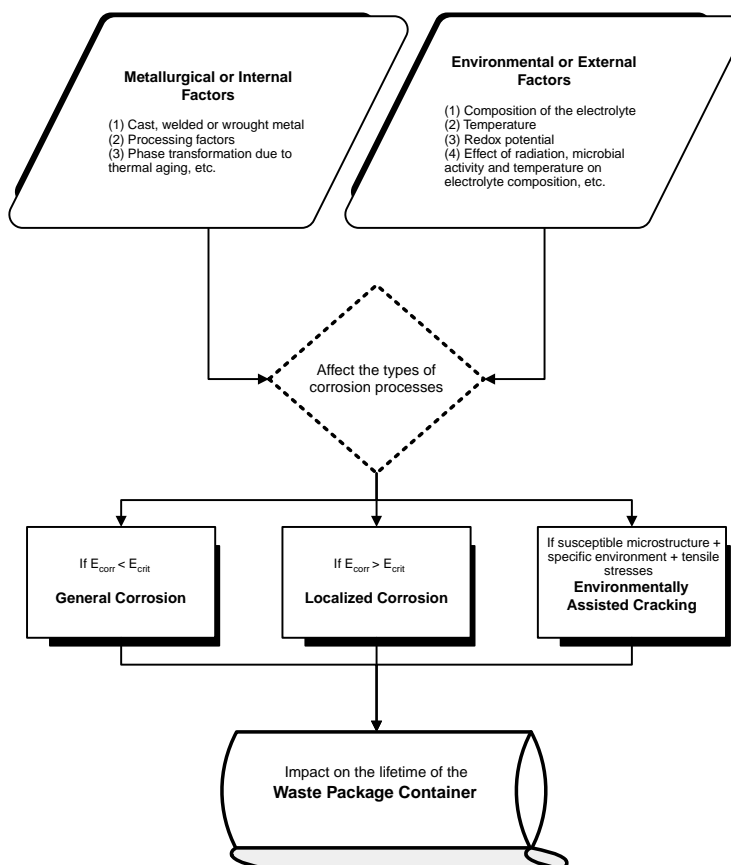 Metallurgical or Internal
Factors
(1) Cast, welded or wrought metal
(2) Processing factors
(3) Phase transformation due to
thermal aging, etc.
Environmental or External
Factors
(1) Composition of the electrolyte
(2) Temperature
(3) Redox potential
(4) Effect of radiation, microbial
activity and temperature on
electrolyte composition, etc.
Affect the types of
corrosion processes
If Ecorr < Ecrit
General Corrosion
If Ecorr > Ecrit
Localized Corrosion
If susceptible microstructure +
specific environment + tensile
stresses
Environmentally
Assisted Cracking
Impact on the lifetime of the
Waste Package Container